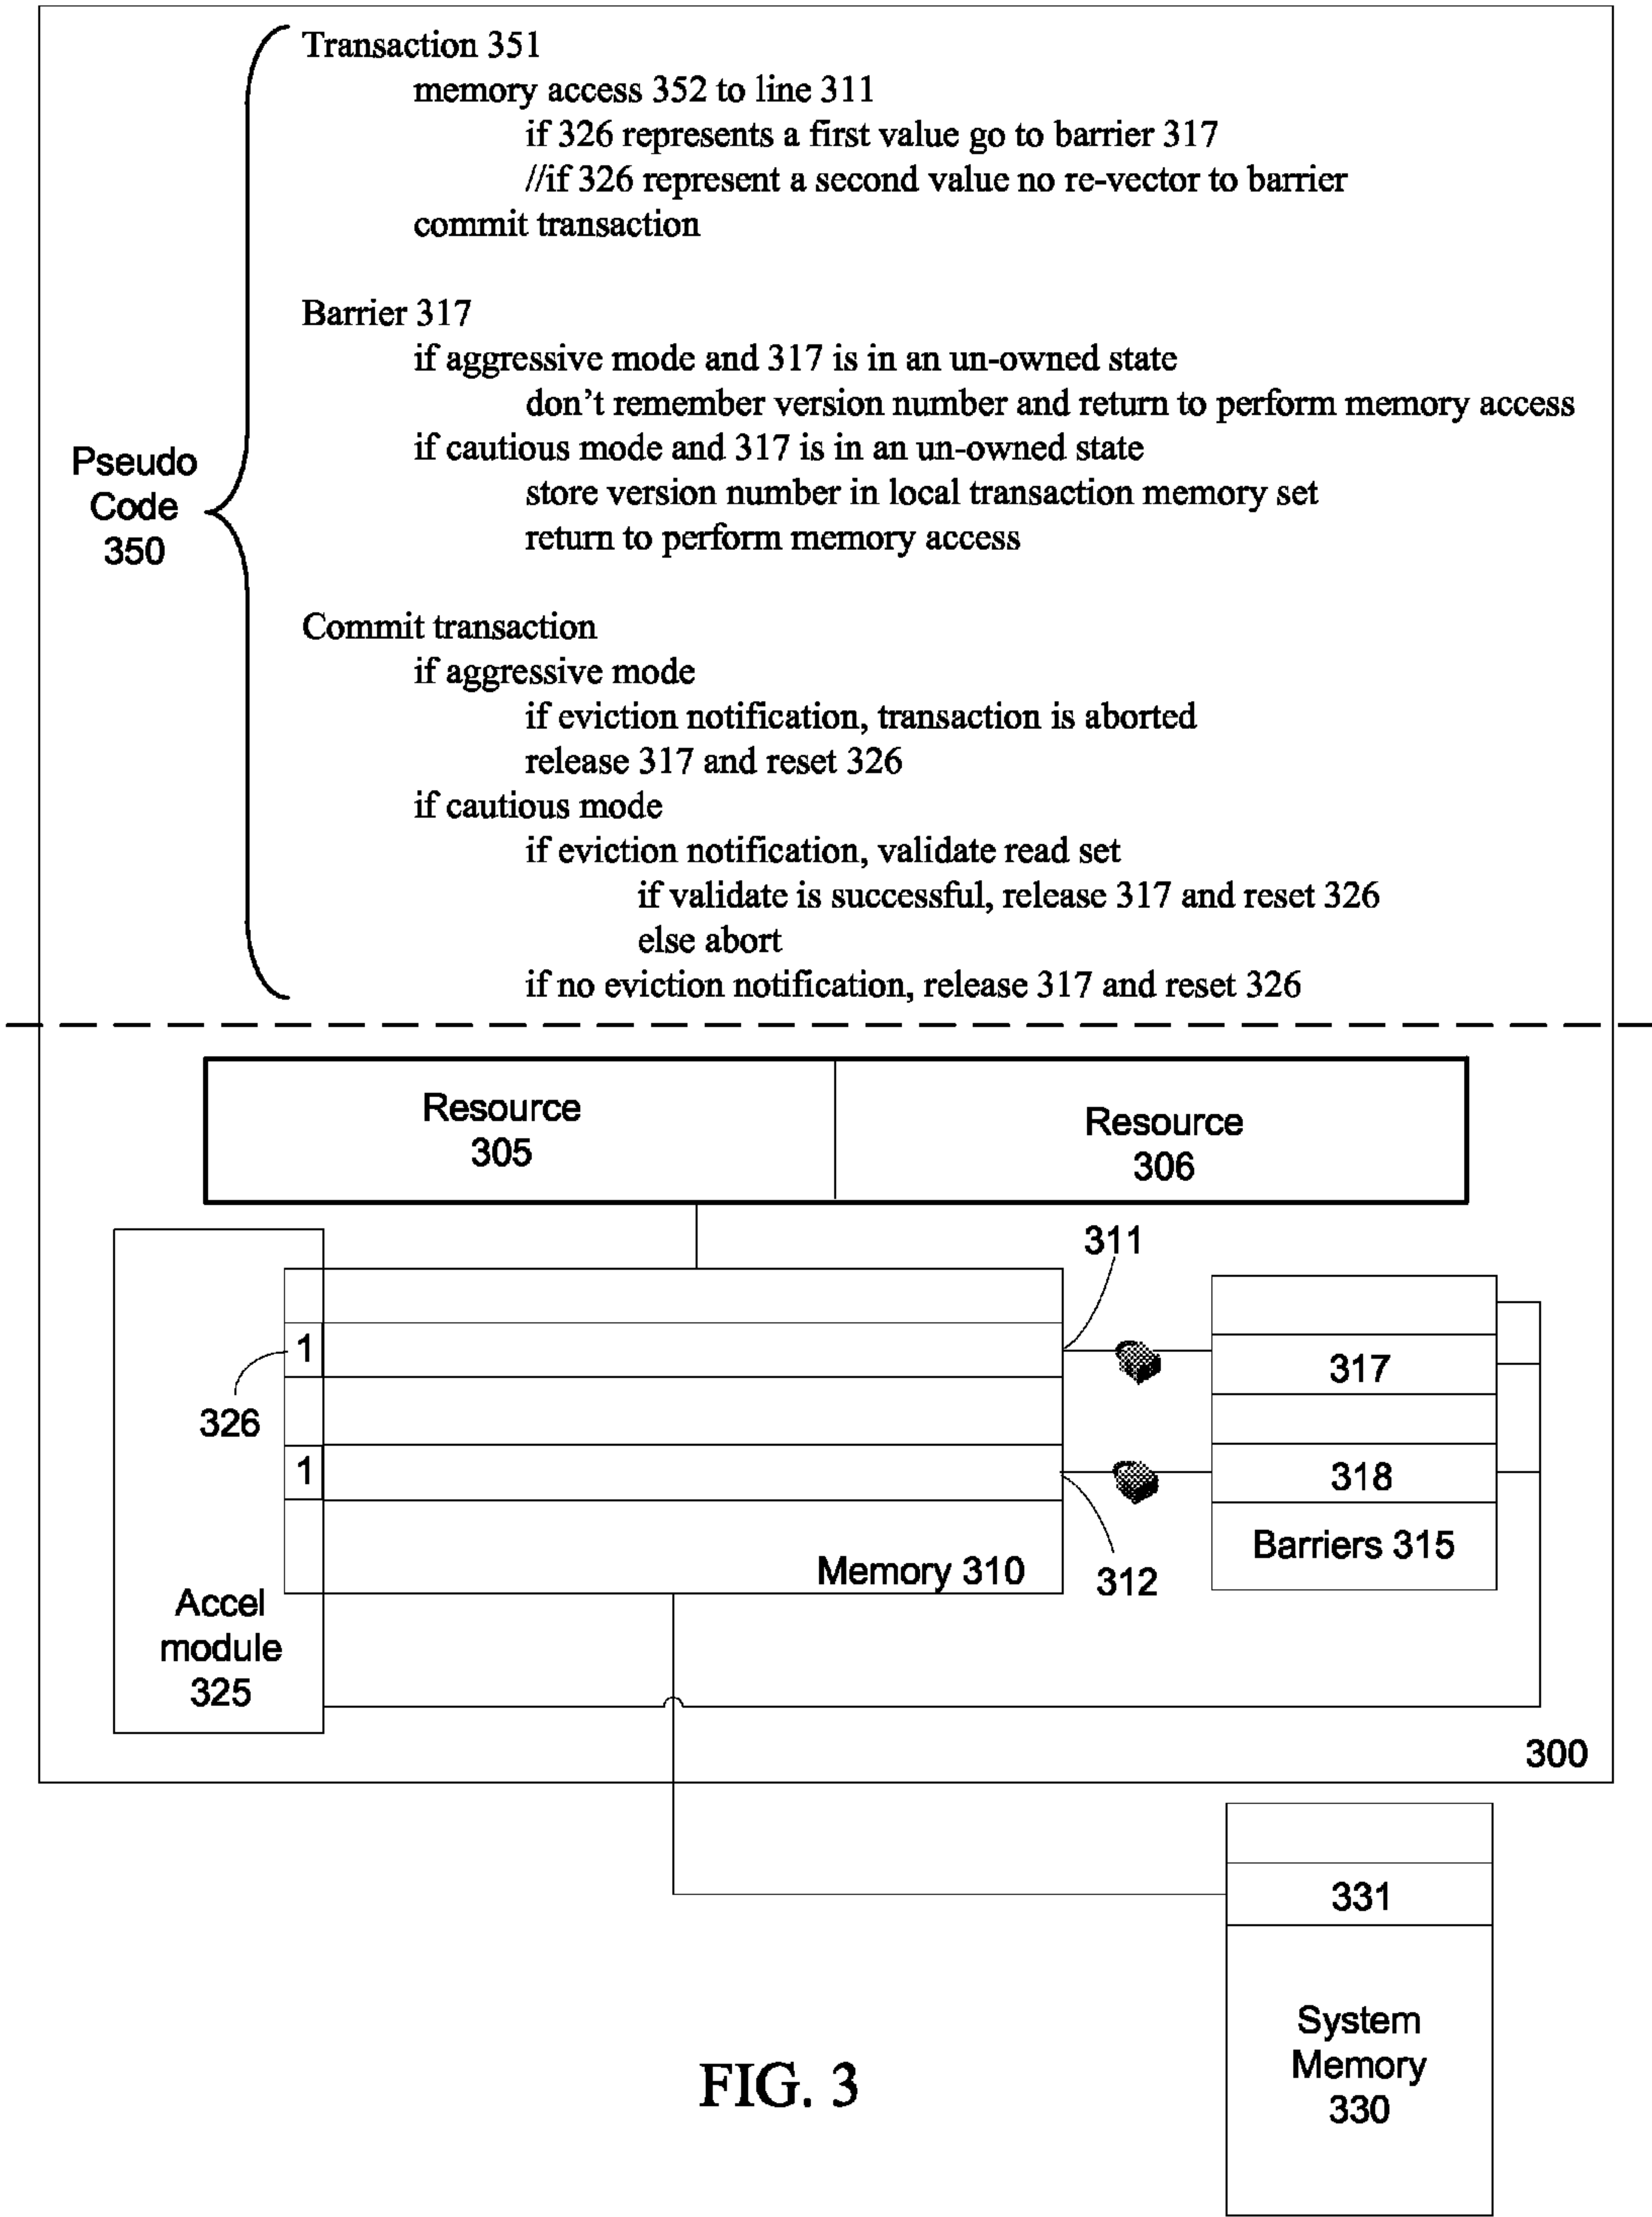 Transaction 351
memory access 352 to line 311
if 326 represents a first value go to barrier 317
//if 326 represent a second value no re-vector to barrier
commit transaction
Barrier 317
if aggressive mode and 317 is in an un-owned state
don't remember version number and return to perform memory access
if cautious mode and 317 is in an un-owned state
store version number in local transaction memory set
return to perform memory access
Pseudo
Code
350
Commit transaction
if aggressive mode
if eviction notification, transaction is aborted
release 317 and reset 326
if cautious mode
if eviction notification, validate read set
if validate is successful, release 317 and reset 326
else abort
if no eviction notification, release 317 and reset 326
Resource
305
Resource
306
311
1
317
326
1
318
Barriers 315
Memory 310
312
Accel
module
325
300
331
System
Memory
330
FIG. 3